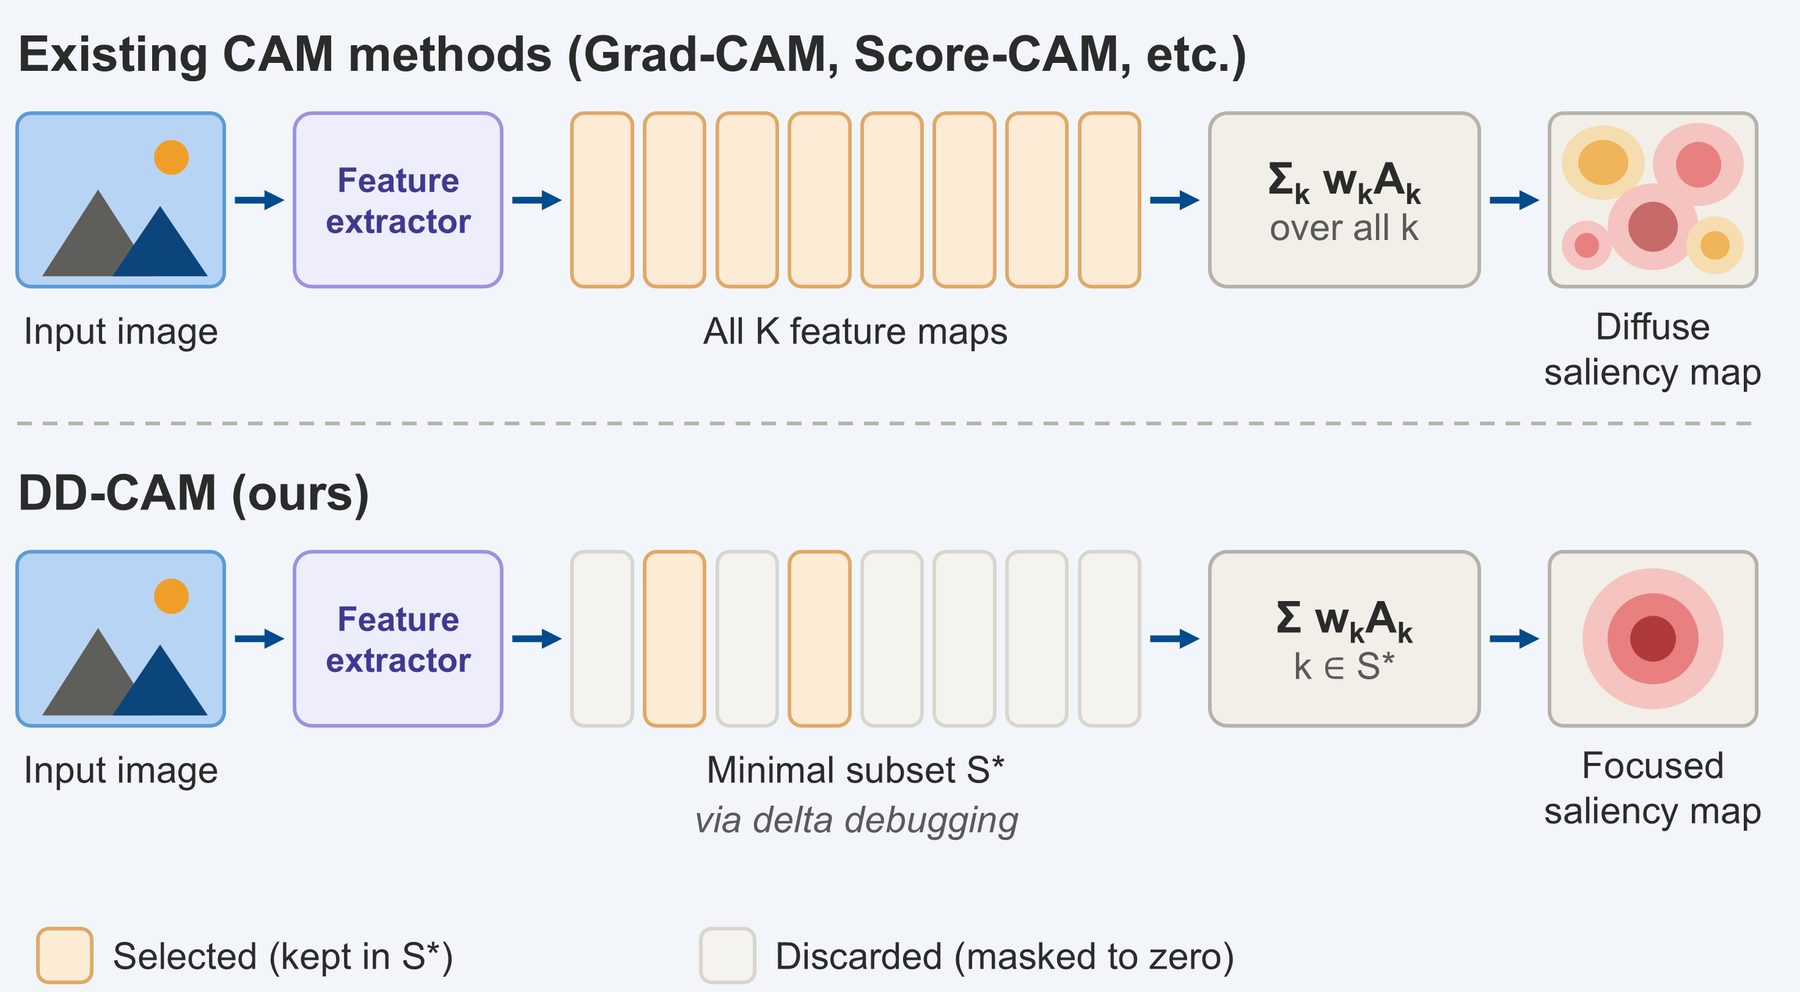 Existing CAM methods (Grad-CAM, Score-CAM, etc.)
Feature
extractor
Σₖ wₖAₖ
over all k
Input image
All K feature maps
Diffuse
saliency map
DD-CAM (ours)
Feature
extractor
Σ wₖAₖ
k ∈ S*
Input image
Minimal subset S*
via delta debugging
Focused
saliency map
Selected (kept in S*)
Discarded (masked to zero)